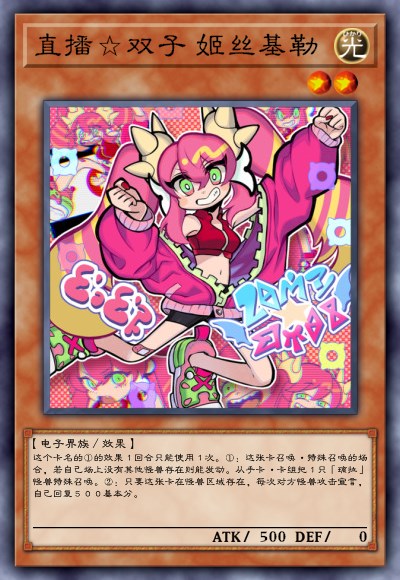 直播☆双子 姬丝基勒
光
【电子界族／效果】
这个卡名的①的效果１回合只能使用１次。①：这张卡召唤・特殊召唤的场
合，若自己场上没有其他怪兽存在则能发动。从手卡・卡组把１只「璃拉」
怪兽特殊召唤。②：只要这张卡在怪兽区域存在，每次对方怪兽攻击宣言，
自己回复５００基本分。
ATK/ 500 DEF/ 0